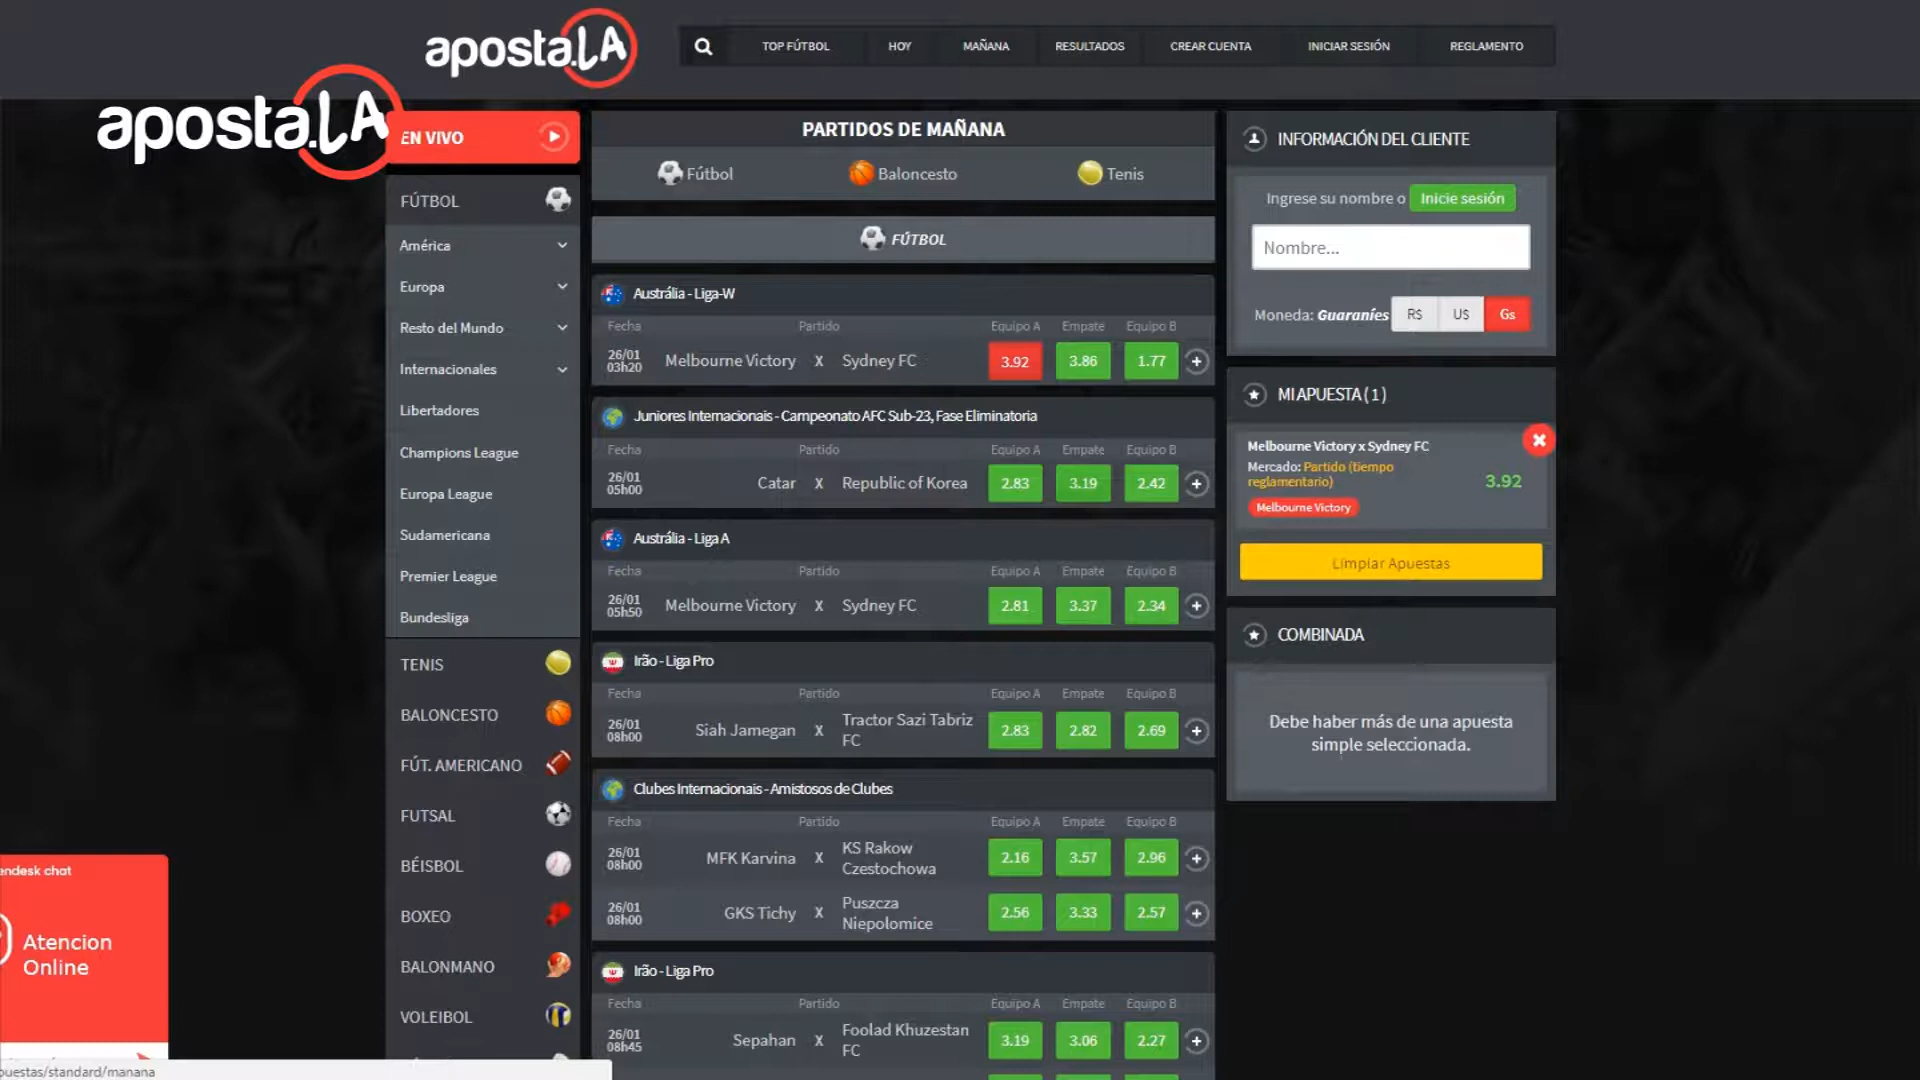 aposta.LA
TOP FÚTBOL
HOY
MAÑANA
RESULTADOS
CREAR CUENTA
INICIAR SESIÓN
REGLAMENTO
aposta.LA
EN VIVO
FÚTBOL
América
Europa
Resto del Mundo
Internacionales
Libertadores
Champions League
Europa League
Sudamericana
Premier League
Bundesliga
TENIS
BALONCESTO
FÚT. AMERICANO
FUTSAL
BÉISBOL
BOXEO
BALONMANO
VOLEIBOL
PARTIDOS DE MAÑANA
Fútbol
Baloncesto
Tenis
FÚTBOL
Austrália - Liga-W
Fecha Partido Equipo A Empate Equipo B
26/01 03h20 Melbourne Victory X Sydney FC 3.92 3.86 1.77
Juniores Internacionais - Campeonato AFC Sub-23, Fase Eliminatoria
Fecha Partido Equipo A Empate Equipo B
26/01 05h00 Catar X Republic of Korea 2.83 3.19 2.42
Austrália - Liga A
Fecha Partido Equipo A Empate Equipo B
26/01 05h50 Melbourne Victory X Sydney FC 2.81 3.37 2.34
Irão - Liga Pro
Fecha Partido Equipo A Empate Equipo B
26/01 08h00 Siah Jamegan X Tractor Sazi Tabriz FC 2.83 2.82 2.69
Clubes Internacionais - Amistosos de Clubes
Fecha Partido Equipo A Empate Equipo B
26/01 08h00 MFK Karvina X KS Rakow Czestochowa 2.16 3.57 2.96
26/01 08h00 GKS Tichy X Puszcza Niepolomice 2.56 3.33 2.57
Irão - Liga Pro
Fecha Partido Equipo A Empate Equipo B
26/01 08h45 Sepahan X Foolad Khuzestan FC 3.19 3.06 2.27
INFORMACIÓN DEL CLIENTE
Ingrese su nombre o Inicie sesión
Nombre...
Moneda: Guaraníes R$ U$ Gs
MI APUESTA ( 1 )
Melbourne Victory x Sydney FC
Mercado: Partido (tiempo
reglamentario)
3.92
Melbourne Victory
Limpiar Apuestas
COMBINADA
Debe haber más de una apuesta
simple seleccionada.
endesk chat
Atencion
Online
puestas/standard/manana